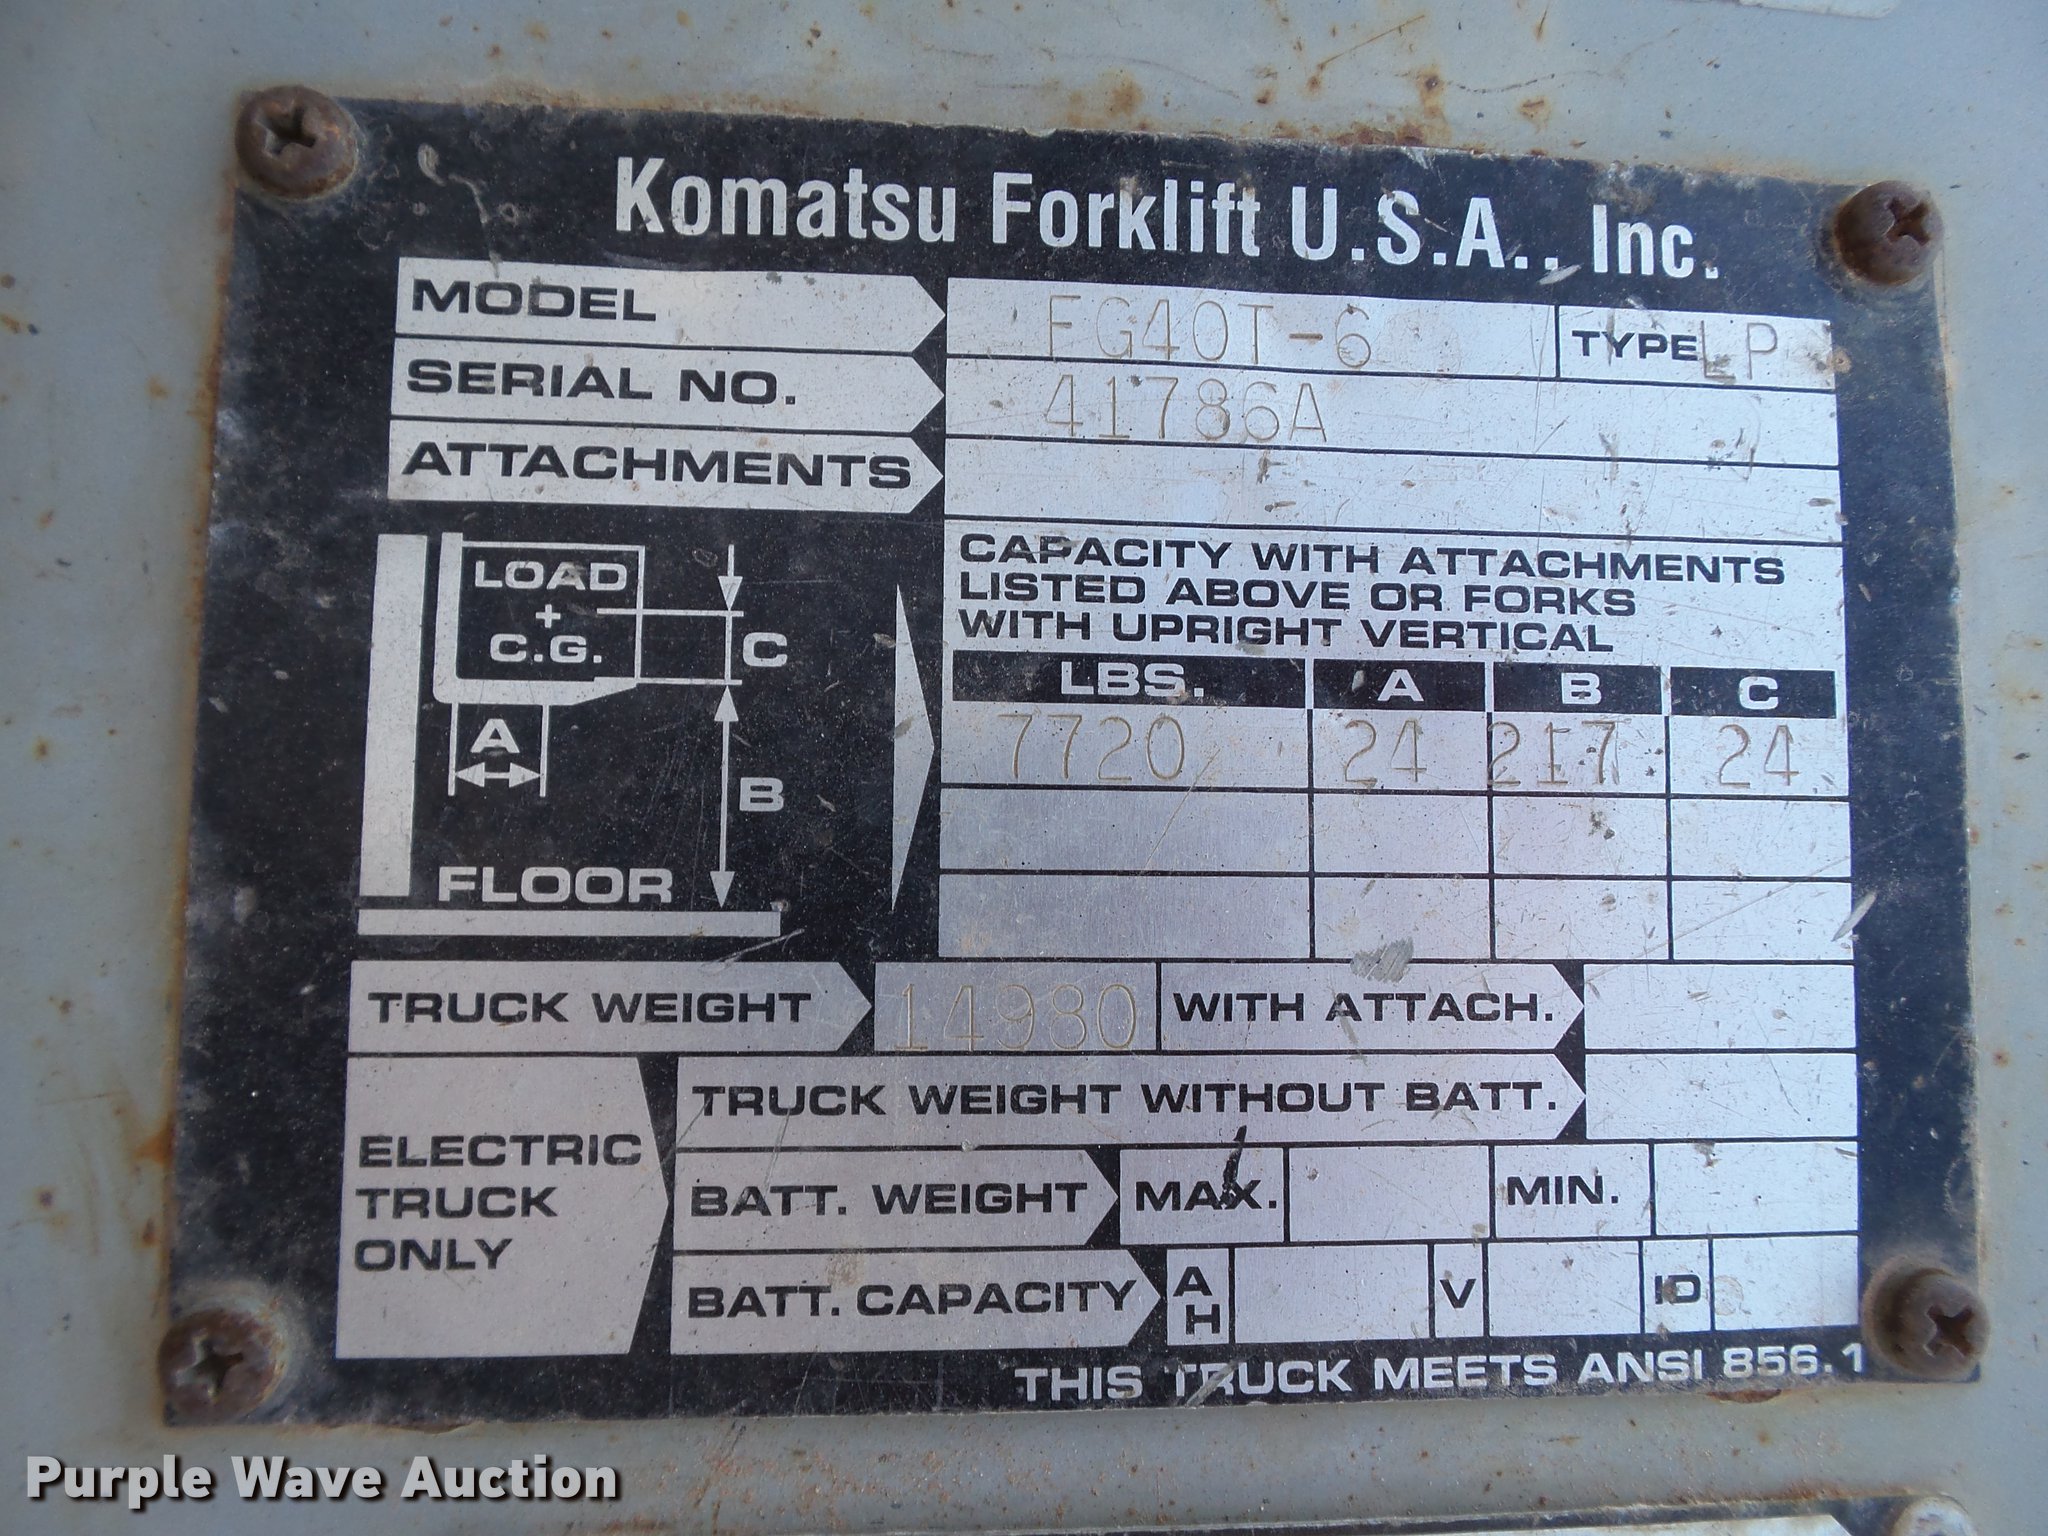 Komatsu Forklift U.S.A., Inc.
MODEL FG40T-6 TYPE LP
SERIAL NO. 41786A
ATTACHMENTS
CAPACITY WITH ATTACHMENTS
LISTED ABOVE OR FORKS
WITH UPRIGHT VERTICAL
LBS. A B C
7720 24 217 24
LOAD
+
C.G.
C
A
B
FLOOR
TRUCK WEIGHT 14980 WITH ATTACH.
ELECTRIC
TRUCK
ONLY
TRUCK WEIGHT WITHOUT BATT.
BATT. WEIGHT MAX. MIN.
BATT. CAPACITY AH V ID
THIS TRUCK MEETS ANSI B56.1
Purple Wave Auction